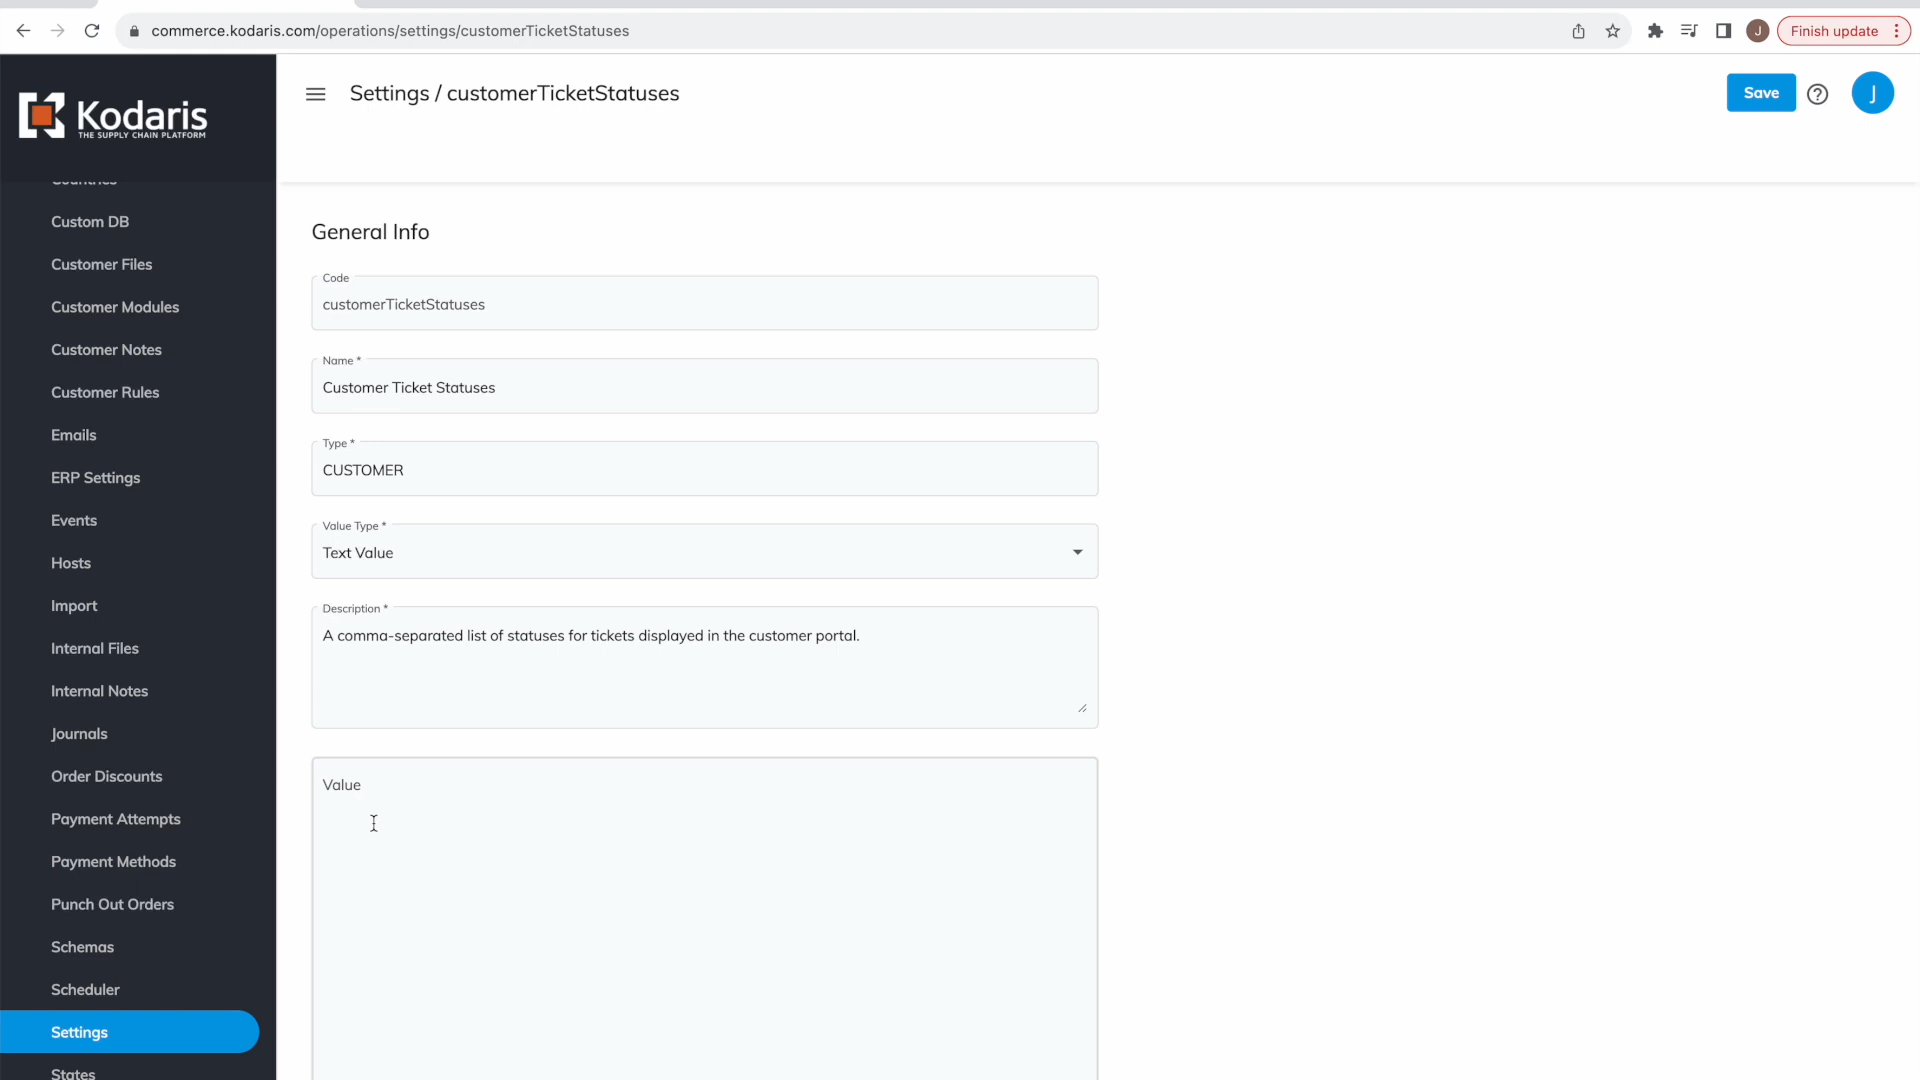 commerce.kodaris.com/operations/settings/customerTicketStatuses
J
Finish update
Kodaris
THE SUPPLY CHAIN PLATFORM
Settings / customerTicketStatuses
Save
J
Countries
Custom DB
Customer Files
Customer Modules
Customer Notes
Customer Rules
Emails
ERP Settings
Events
Hosts
Import
Internal Files
Internal Notes
Journals
Order Discounts
Payment Attempts
Payment Methods
Punch Out Orders
Schemas
Scheduler
Settings
States
General Info
Code
customerTicketStatuses
Name *
Customer Ticket Statuses
Type *
CUSTOMER
Value Type *
Text Value
Description *
A comma-separated list of statuses for tickets displayed in the customer portal.
Value